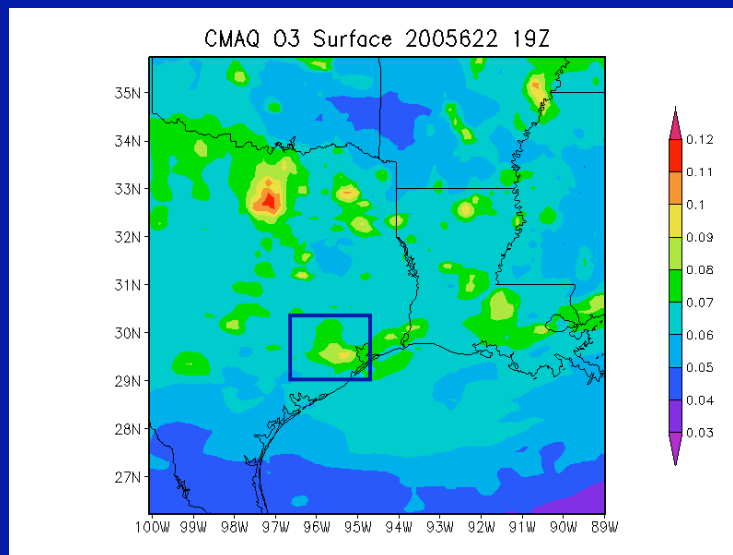 CMAQ O3 Surface 2005622 19Z
35N
34N
33N
32N
31N
30N
29N
28N
27N
100W 99W 98W 97W 96W 95W 94W 93W 92W 91W 90W 89W
0.12
0.11
0.1
0.09
0.08
0.07
0.06
0.05
0.04
0.03